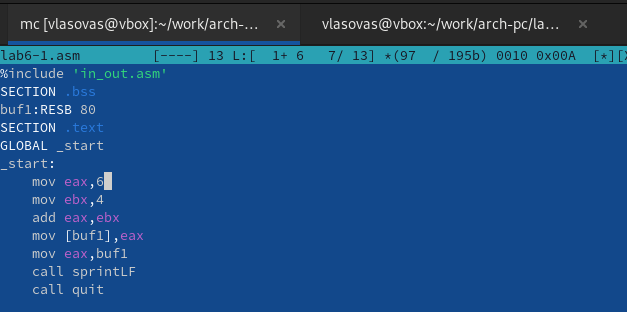 mc [vlasovas@vbox]:~/work/arch-... × vlasovas@vbox:~/work/arch-pc/la... ×
lab6-1.asm [----] 13 L:[ 1+ 6 7/ 13] *(97 / 195b) 0010 0x00A [*][X
%include 'in_out.asm'
SECTION .bss
buf1:RESB 80
SECTION .text
GLOBAL _start
_start:
mov eax,6
mov ebx,4
add eax,ebx
mov [buf1],eax
mov eax,buf1
call sprintLF
call quit